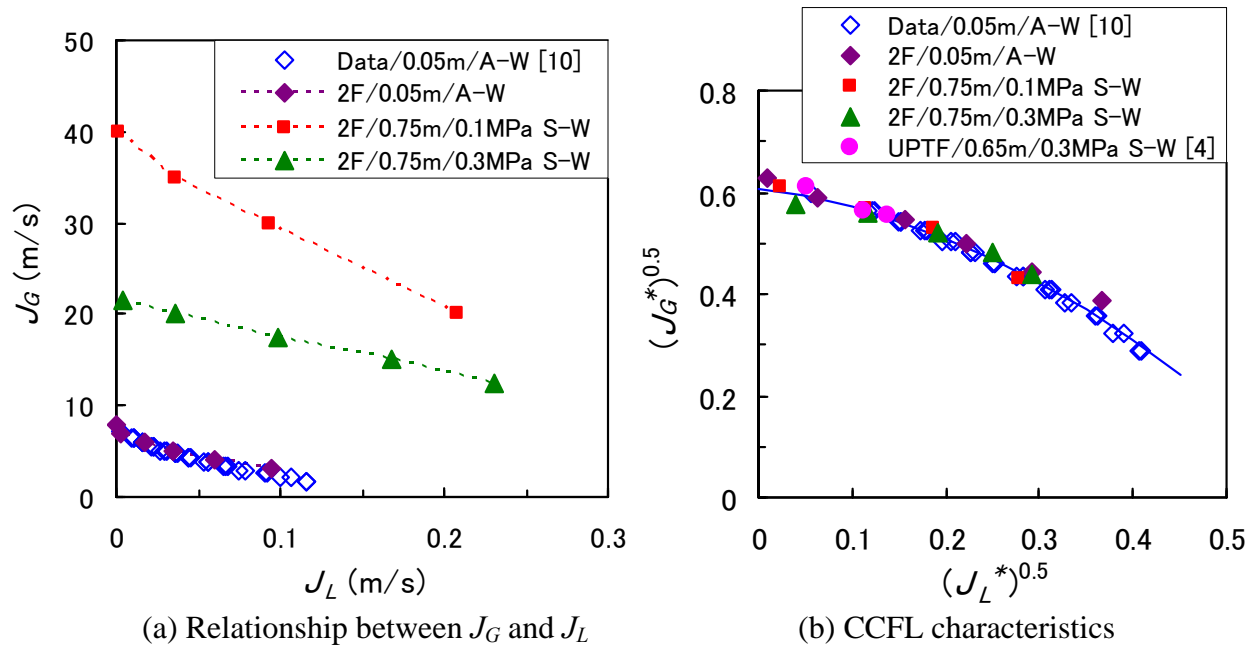 50
40
30
20
10
0
0
0.1
0.2
0.3
J_G (m/s)
J_L (m/s)
Data/0.05m/A-W [10]
2F/0.05m/A-W
2F/0.75m/0.1MPa S-W
2F/0.75m/0.3MPa S-W
(a) Relationship between J_G and J_L
Data/0.05m/A-W [10]
2F/0.05m/A-W
2F/0.75m/0.1MPa S-W
2F/0.75m/0.3MPa S-W
UPTF/0.65m/0.3MPa S-W [4]
0.8
0.6
0.4
0.2
0
0
0.1
0.2
0.3
0.4
0.5
(J_G*)^0.5
(J_L*)^0.5
(b) CCFL characteristics